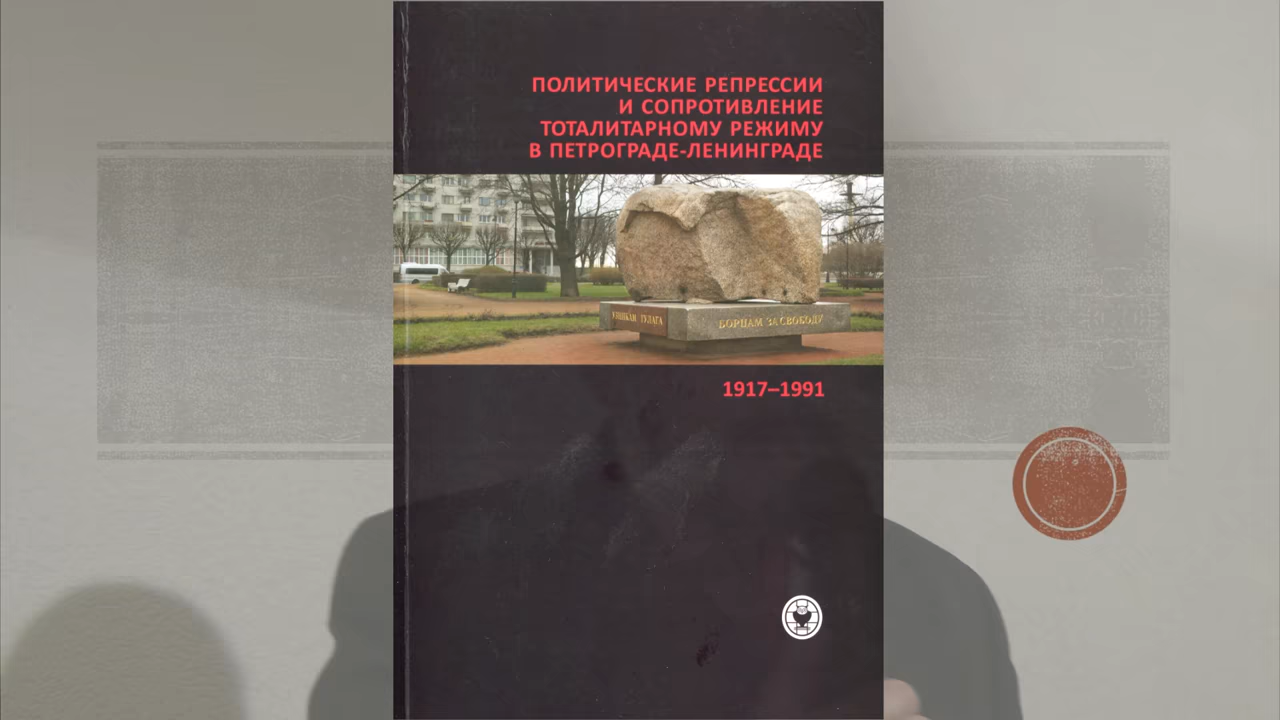 ПОЛИТИЧЕСКИЕ РЕПРЕССИИ
И СОПРОТИВЛЕНИЕ
ТОТАЛИТАРНОМУ РЕЖИМУ
В ПЕТРОГРАДЕ-ЛЕНИНГРАДЕ
УЗНИКАМ ГУЛАГА
БОРЦАМ ЗА СВОБОДУ
1917–1991